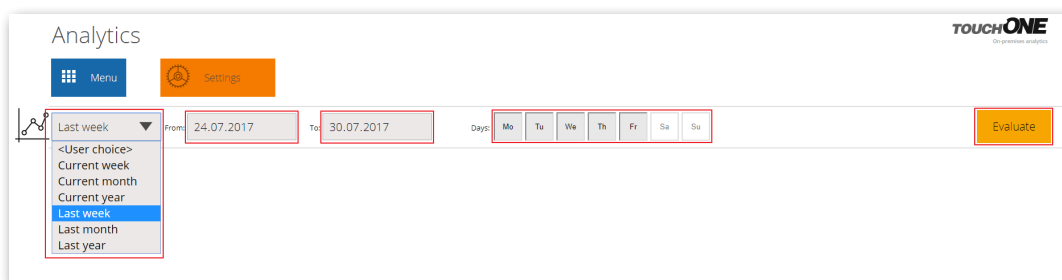 Analytics
TOUCHONE
On-premises analytics
Menu
Settings
Last week From: 24.07.2017 To: 30.07.2017 Days: Mo Tu We Th Fr Sa Su Evaluate
<User choice>
Current week
Current month
Current year
Last week
Last month
Last year